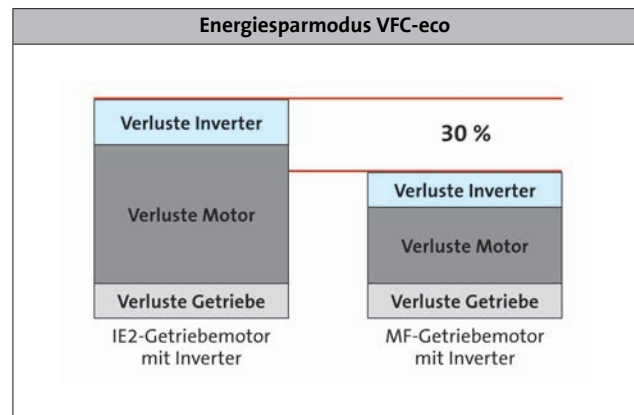 Energiesparmodus VFC-eco
Verluste Inverter
30 %
Verluste Inverter
Verluste Motor
Verluste Motor
Verluste Getriebe
Verluste Getriebe
IE2-Getriebemotor
mit Inverter
MF-Getriebemotor
mit Inverter